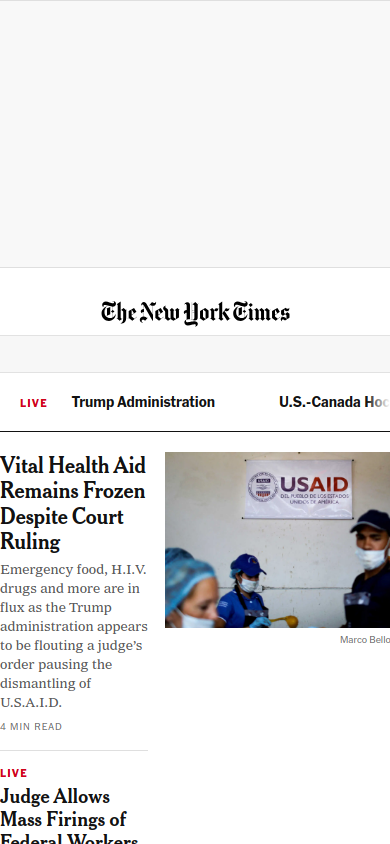 The New York Times
LIVE
Trump Administration
U.S.-Canada Hoc
Vital Health Aid
Remains Frozen
Despite Court
Ruling
Emergency food, H.I.V.
drugs and more are in
flux as the Trump
administration appears
to be flouting a judge’s
order pausing the
dismantling of
U.S.A.I.D.
4 MIN READ
USAID
DEL PUEBLO DE LOS ESTADOS
UNIDOS DE AMÉRICA
Marco Bello
LIVE
Judge Allows
Mass Firings of
Federal Workers